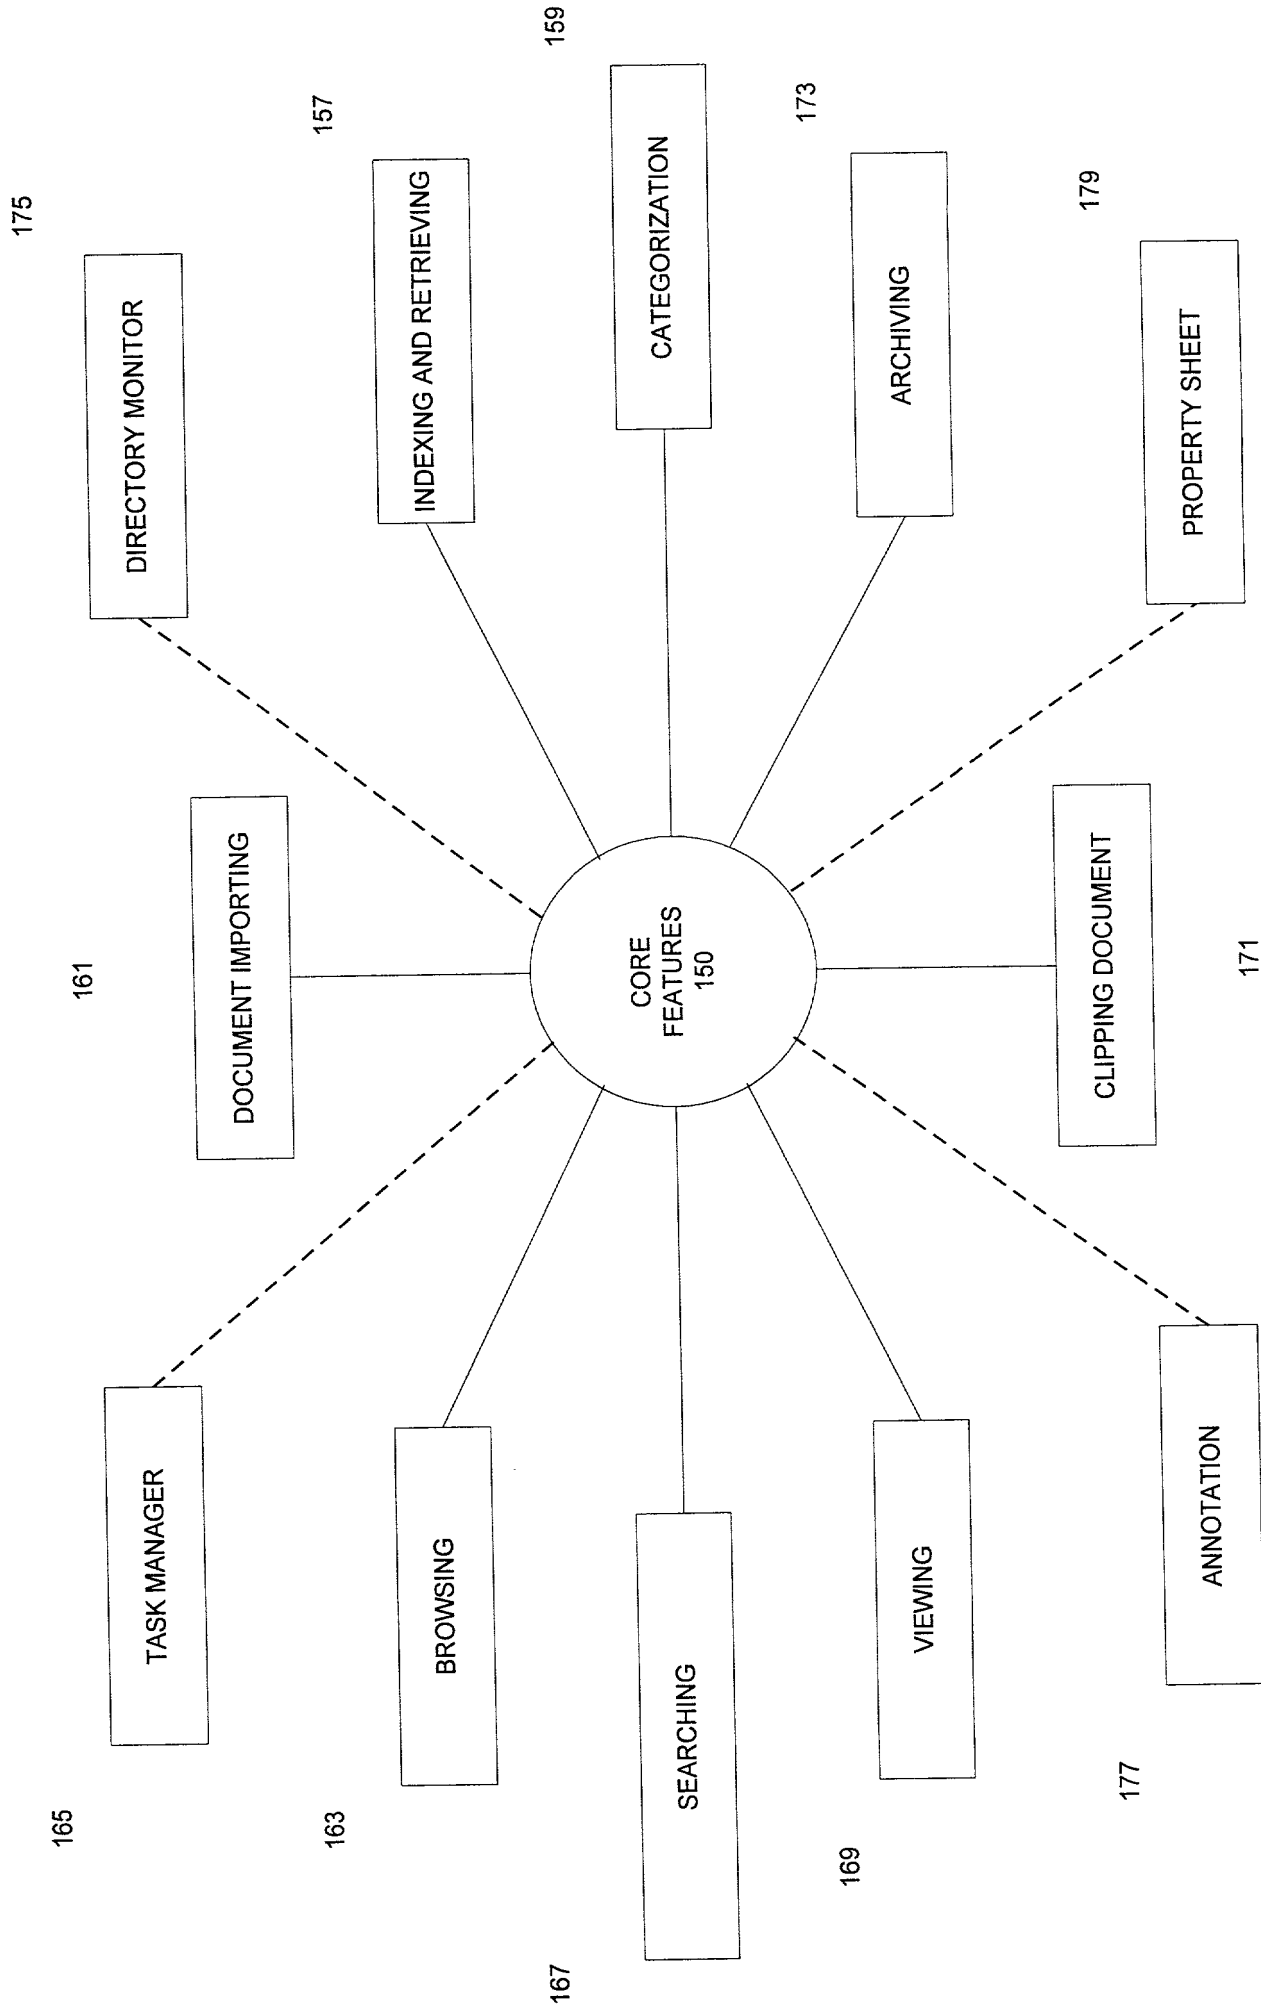 165
TASK MANAGER
161
DOCUMENT IMPORTING
175
DIRECTORY MONITOR
163
BROWSING
157
INDEXING AND RETRIEVING
167
SEARCHING
CORE
FEATURES
150
159
CATEGORIZATION
169
VIEWING
173
ARCHIVING
177
ANNOTATION
CLIPPING DOCUMENT
171
179
PROPERTY SHEET